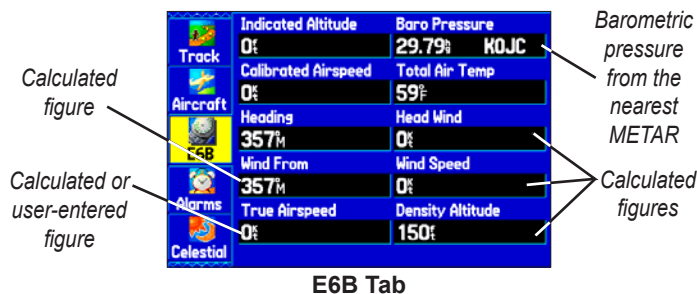 Indicated Altitude Baro Pressure
0ft 29.79"Hg KOJC
Calibrated Airspeed Total Air Temp
0kt 59°F
Heading Head Wind
357°M 0kt
Wind From Wind Speed
357°M 0kt
True Airspeed Density Altitude
0kt 150ft
Track
Aircraft
E6B
Alarms
Celestial
Calculated
figure
Calculated or
user-entered
figure
Barometric
pressure
from the
nearest
METAR
Calculated
figures
E6B Tab